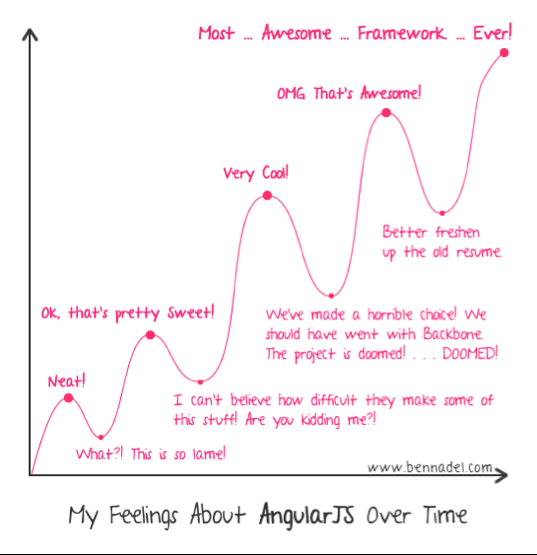 Most ... Awesome ... Framework ... Ever!
OMG That's Awesome!
Very Cool!
Better freshen
up the old resume.
Ok, that's pretty Sweet!
We've made a horrible choice! We
should have went with Backbone.
The project is doomed! . . . DOOMED!
Neat!
I can't believe how difficult they make some of
this stuff! Are you kidding me?!
What?! This is so lame!
www.bennadel.com
My Feelings About AngularJS Over Time